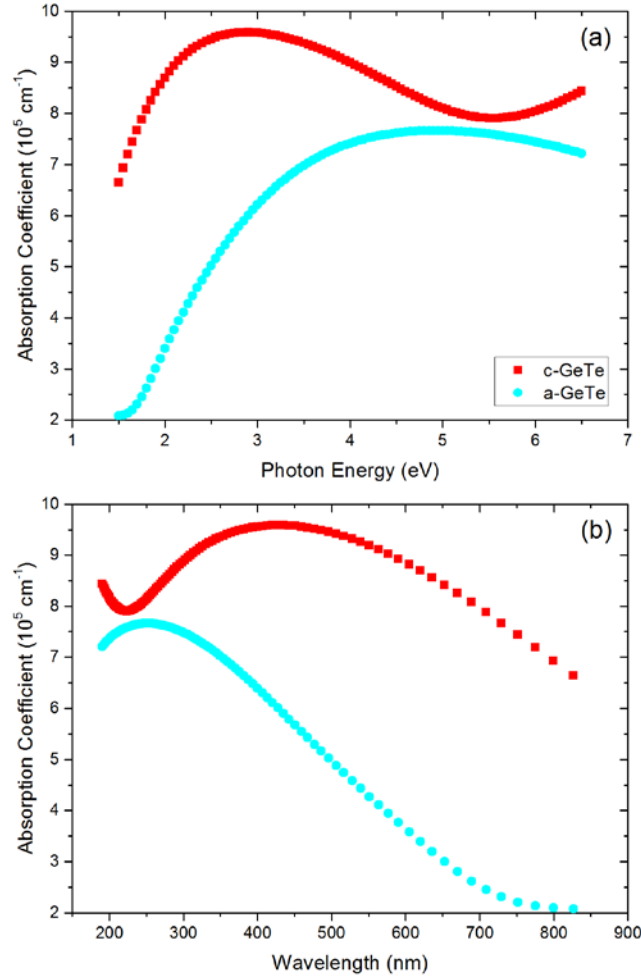 10
9
8
7
6
5
4
3
2
Absorption Coefficient (10⁵ cm⁻¹)
(a)
c-GeTe
a-GeTe
1 2 3 4 5 6 7
Photon Energy (eV)
10
9
8
7
6
5
4
3
2
Absorption Coefficient (10⁵ cm⁻¹)
(b)
200 300 400 500 600 700 800 900
Wavelength (nm)